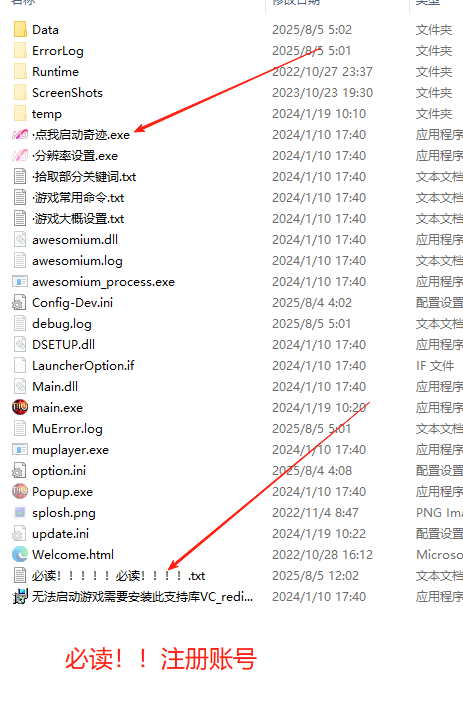 Data 2025/8/5 5:02 文件夹
ErrorLog 2025/8/5 5:01 文件夹
Runtime 2022/10/27 23:37 文件夹
ScreenShots 2023/10/23 19:30 文件夹
temp 2024/1/19 10:10 文件夹
·点我启动奇迹.exe 2024/1/10 17:40 应用程序
·分辨率设置.exe 2024/1/10 17:40 应用程序
·拾取部分关键词.txt 2024/1/10 17:40 文本文档
·游戏常用命令.txt 2024/1/10 17:40 文本文档
·游戏大概设置.txt 2024/1/10 17:40 文本文档
awesomium.dll 2024/1/10 17:40 应用程序
awesomium.log 2024/1/10 17:40 文本文档
awesomium_process.exe 2024/1/10 17:40 应用程序
Config-Dev.ini 2025/8/4 4:02 配置设置
debug.log 2025/8/5 5:01 文本文档
DSETUP.dll 2024/1/10 17:40 应用程序
LauncherOption.if 2024/1/10 17:40 IF 文件
Main.dll 2024/1/10 17:40 应用程序
main.exe 2024/1/19 10:20 应用程序
MuError.log 2025/8/5 5:01 文本文档
muplayer.exe 2024/1/10 17:40 应用程序
option.ini 2025/8/4 4:08 配置设置
Popup.exe 2024/1/10 17:40 应用程序
splosh.png 2022/11/4 8:47 PNG Ima
update.ini 2024/1/19 10:22 配置设置
Welcome.html 2022/10/28 16:12 Microso
必读！！！！！必读！！！！.txt 2025/8/5 12:02 文本文档
无法启动游戏需要安装此支持库VC_redi... 2024/1/10 17:40 应用程序
必读！！注册账号